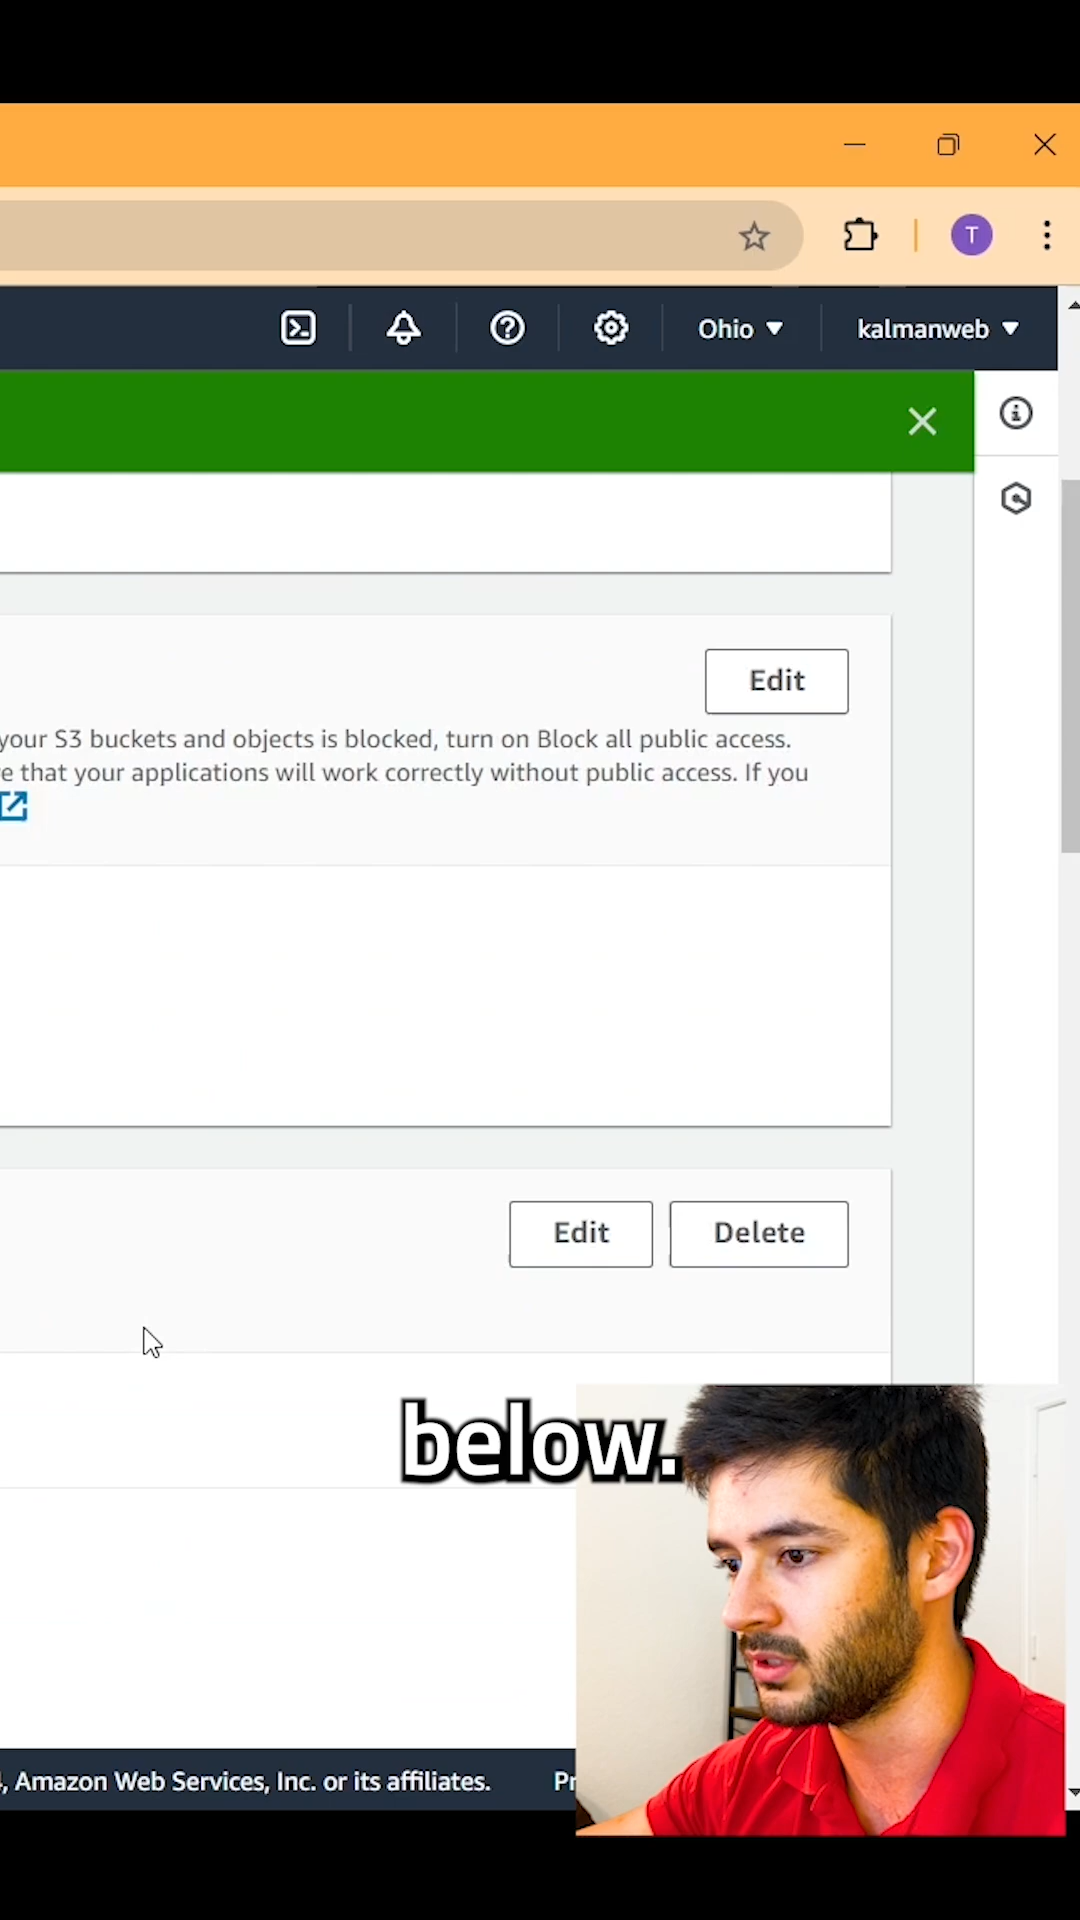 T
Ohio
kalmanweb
Edit
your S3 buckets and objects is blocked, turn on Block all public access.
e that your applications will work correctly without public access. If you
Edit Delete
below.
, Amazon Web Services, Inc. or its affiliates. Pr